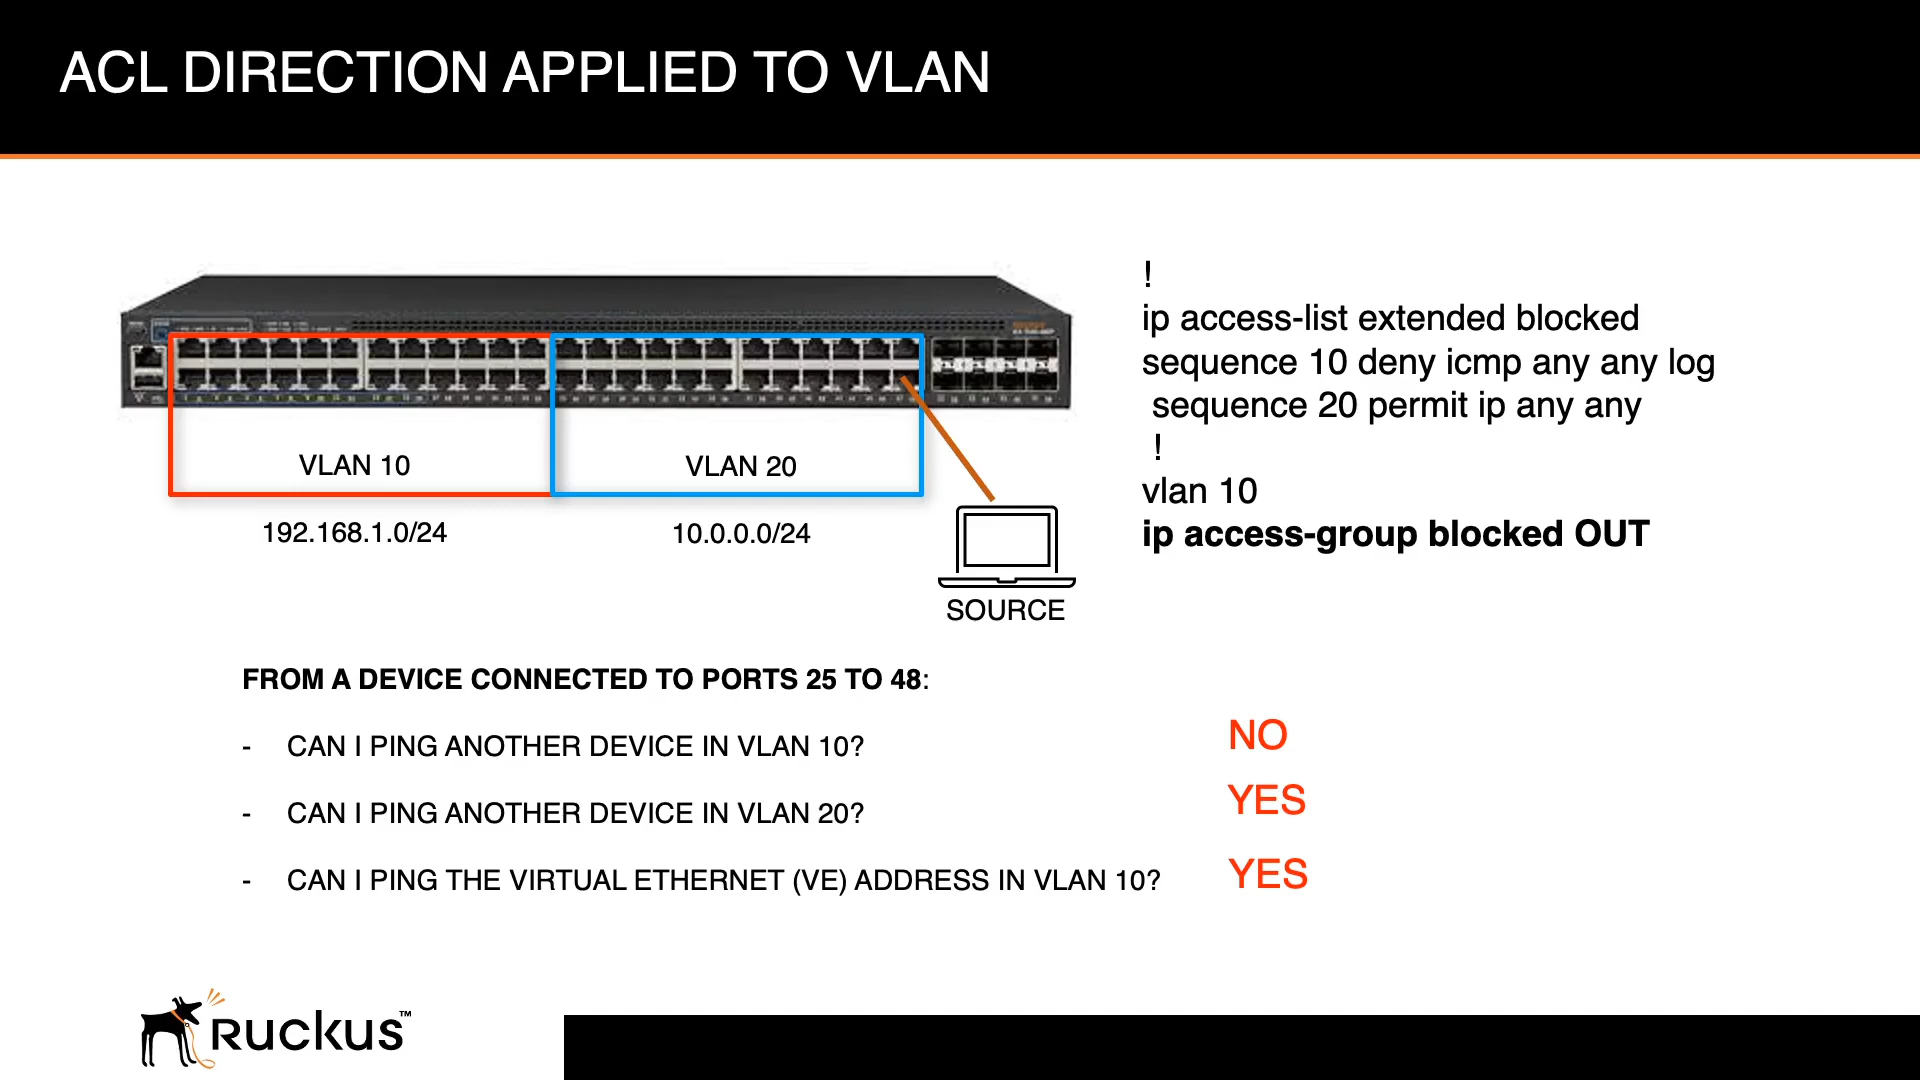 ACL DIRECTION APPLIED TO VLAN
!
ip access-list extended blocked
sequence 10 deny icmp any any log
sequence 20 permit ip any any
!
vlan 10
ip access-group blocked OUT
VLAN 10
VLAN 20
192.168.1.0/24
10.0.0.0/24
SOURCE
FROM A DEVICE CONNECTED TO PORTS 25 TO 48:
- CAN I PING ANOTHER DEVICE IN VLAN 10? NO
- CAN I PING ANOTHER DEVICE IN VLAN 20? YES
- CAN I PING THE VIRTUAL ETHERNET (VE) ADDRESS IN VLAN 10? YES
RUCKUS™